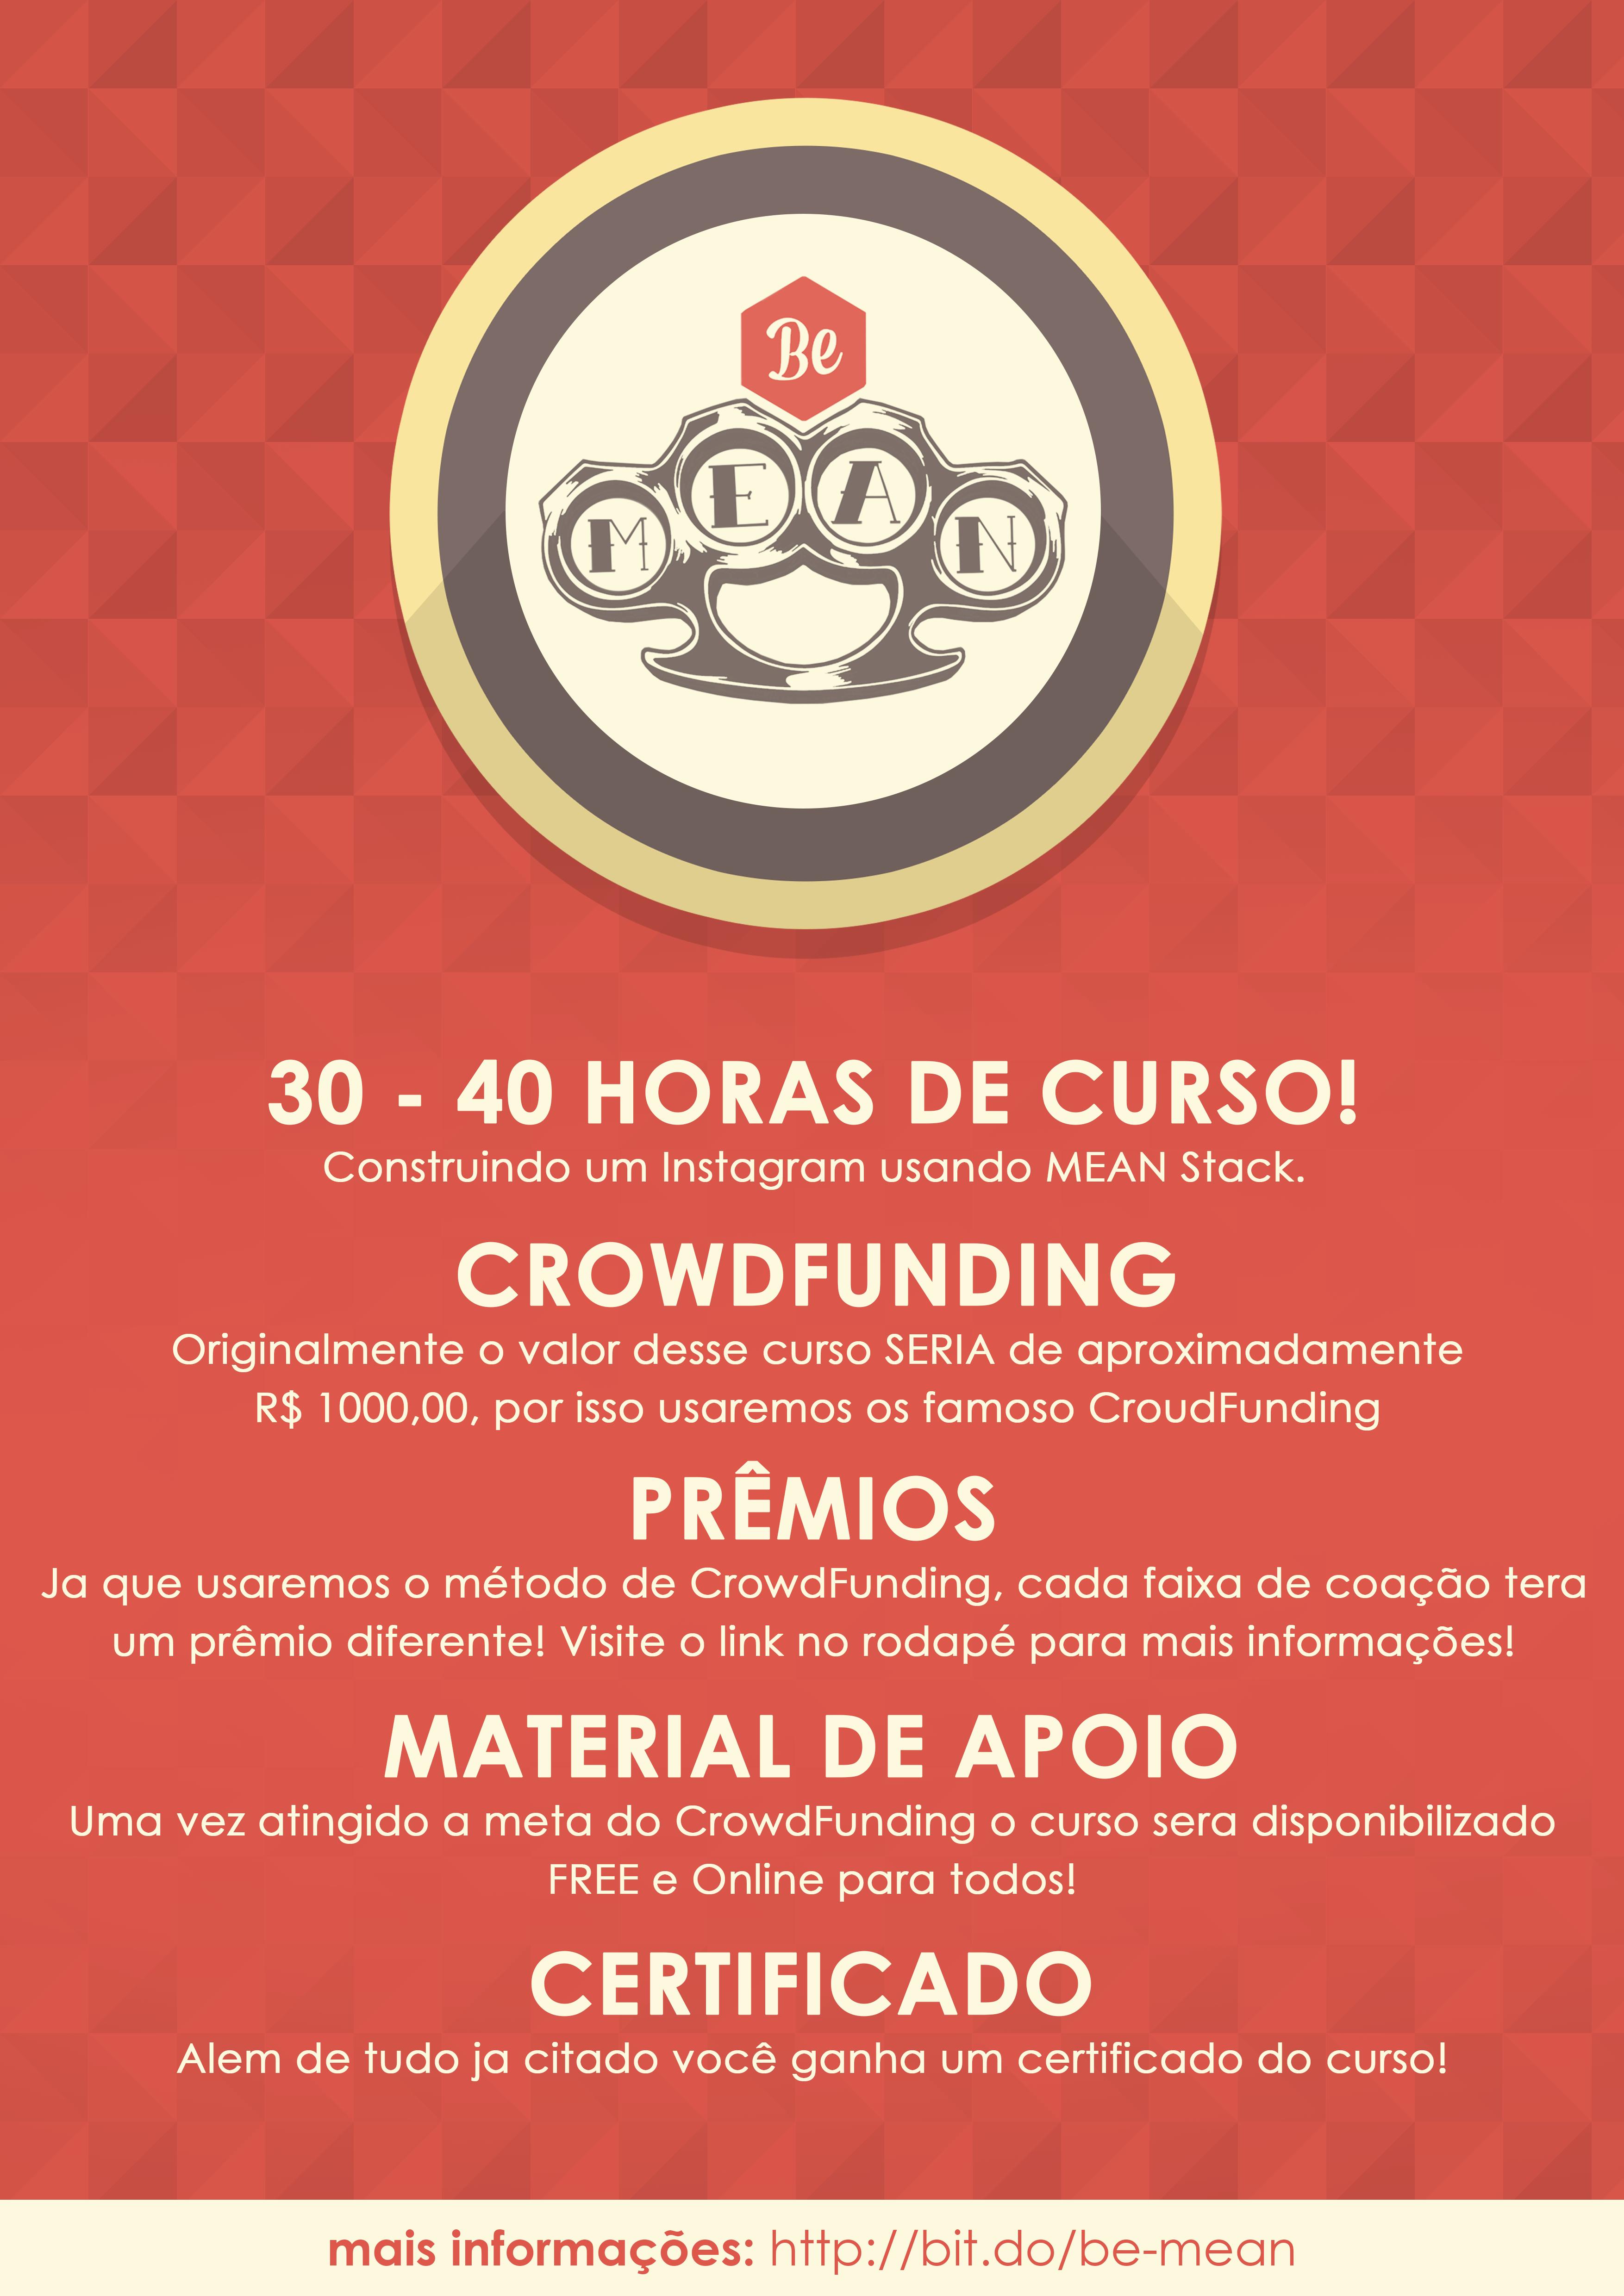 Be
MEAN
30 - 40 HORAS DE CURSO!
Construindo um Instagram usando MEAN Stack.
CROWDFUNDING
Originalmente o valor desse curso SERIA de aproximadamente
R$ 1000,00, por isso usaremos os famoso CroudFunding
PRÊMIOS
Ja que usaremos o método de CrowdFunding, cada faixa de coação tera
um prêmio diferente! Visite o link no rodapé para mais informações!
MATERIAL DE APOIO
Uma vez atingido a meta do CrowdFunding o curso sera disponibilizado
FREE e Online para todos!
CERTIFICADO
Alem de tudo ja citado você ganha um certificado do curso!
mais informações: http://bit.do/be-mean